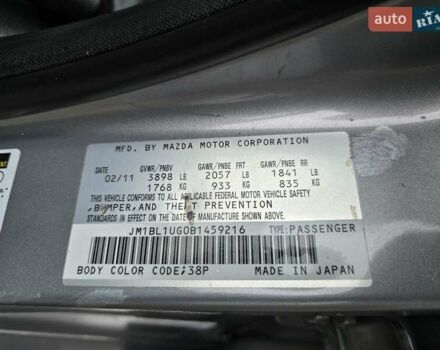 auto RIA
MFD. BY MAZDA MOTOR CORPORATION
DATE GVWR/PNBV GAWR/PNBE FRT GAWR/PNBE RR
02/11 3898 LB 2057 LB 1841 LB
1768 KG 933 KG 835 KG
THIS VEHICLE CONFORMS TO ALL APPLICABLE FEDERAL MOTOR VEHICLE SAFETY
, BUMPER, AND THEFT PREVENTION
STANDARDS IN EFFECT ON THE DATE OF MANUFACTURE SHOWN ABOVE.
JM1BL1UG0B1459216 TYPE:PASSENGER
BODY COLOR CODE;38P MADE IN JAPAN